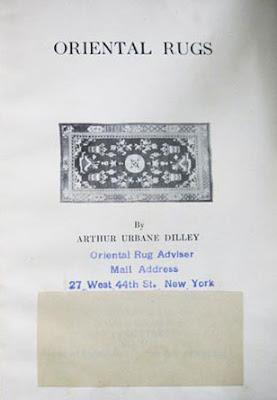 ORIENTAL RUGS
By
ARTHUR URBANE DILLEY
Oriental Rug Adviser
Mail Address
27 West 44th St. New York